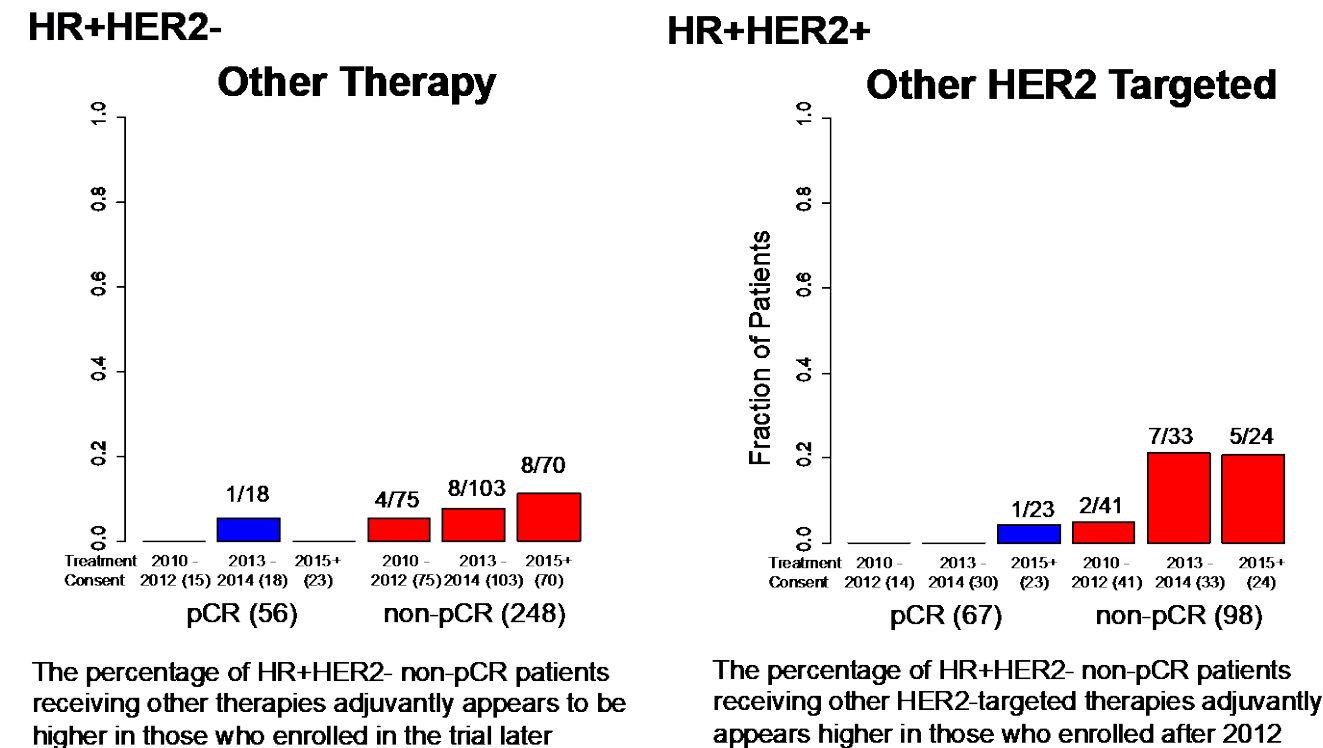 HR+HER2-
Other Therapy
1.0
0.8
0.6
0.4
0.2
0.0
1/18
4/75
8/103
8/70
Treatment 2010 - 2013 - 2015+ 2010 - 2013 - 2015+
Consent 2012 (15) 2014 (18) (23) 2012 (75) 2014 (103) (70)
pCR (56) non-pCR (248)
The percentage of HR+HER2- non-pCR patients
receiving other therapies adjuvantly appears to be
higher in those who enrolled in the trial later
HR+HER2+
Other HER2 Targeted
Fraction of Patients
1.0
0.8
0.6
0.4
0.2
0.0
1/23
2/41
7/33
5/24
Treatment 2010 - 2013 - 2015+ 2010 - 2013 - 2015+
Consent 2012 (14) 2014 (30) (23) 2012 (41) 2014 (33) (24)
pCR (67) non-pCR (98)
The percentage of HR+HER2- non-pCR patients
receiving other HER2-targeted therapies adjuvantly
appears higher in those who enrolled after 2012